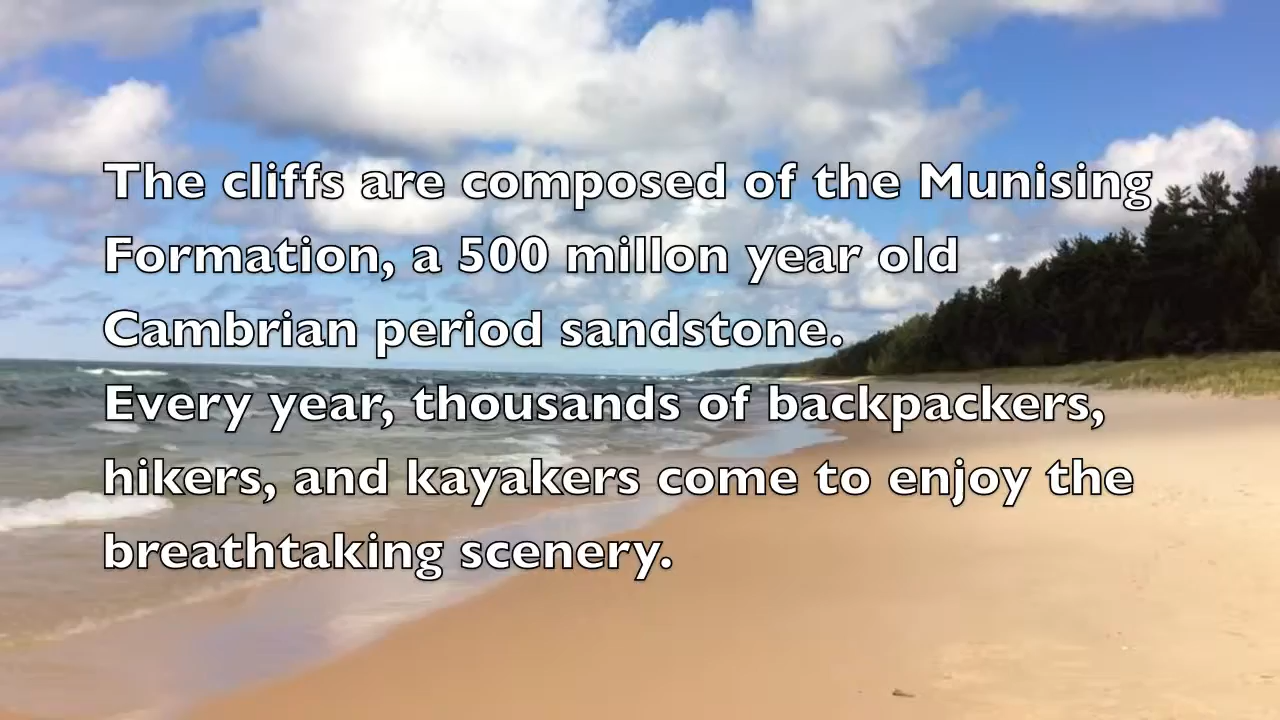 The cliffs are composed of the Munising
Formation, a 500 millon year old
Cambrian period sandstone.
Every year, thousands of backpackers,
hikers, and kayakers come to enjoy the
breathtaking scenery.